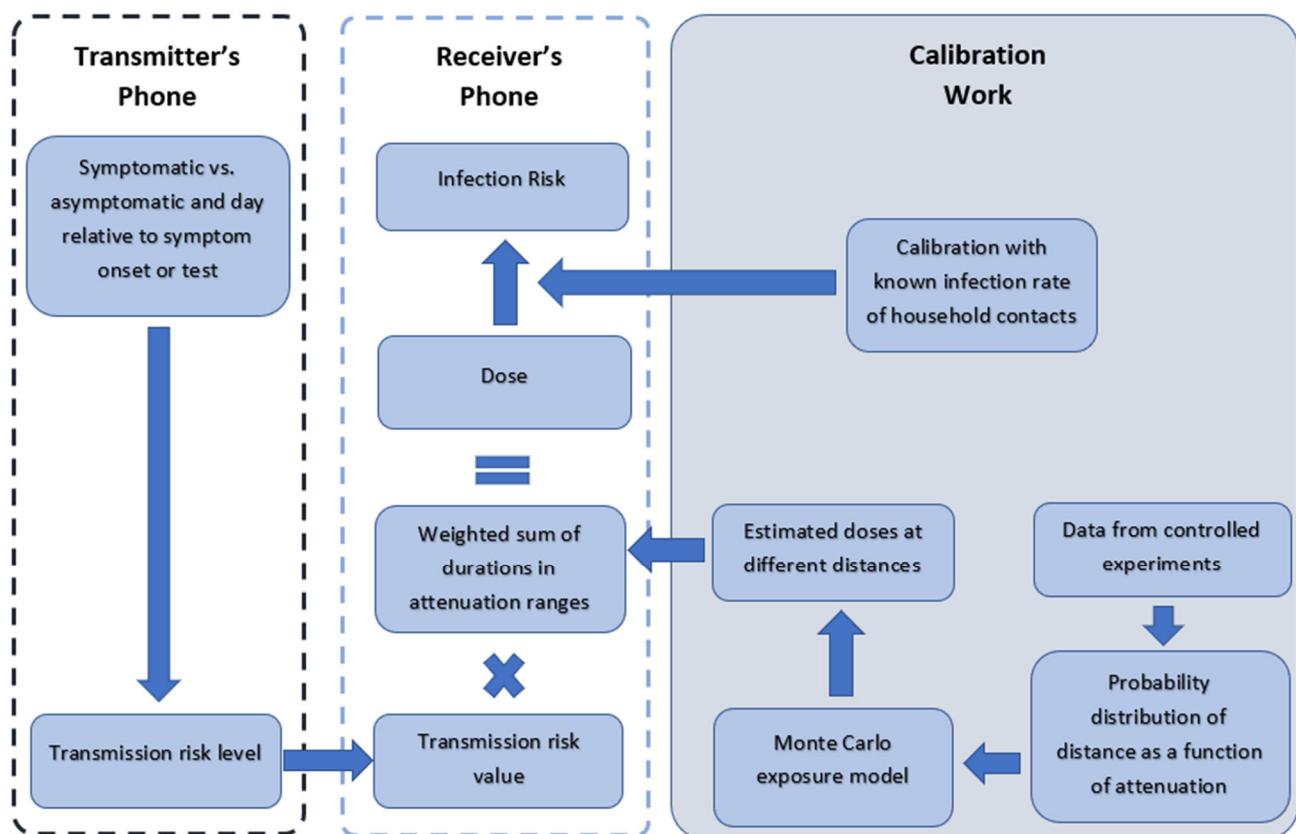 Transmitter's
Phone
Symptomatic vs.
asymptomatic and day
relative to symptom
onset or test
Transmission risk level
Receiver's
Phone
Infection Risk
Dose
Weighted sum of
durations in
attenuation ranges
Transmission risk
value
Calibration
Work
Calibration with
known infection rate
of household contacts
Estimated doses at
different distances
Data from controlled
experiments
Monte Carlo
exposure model
Probability
distribution of
distance as a function
of attenuation